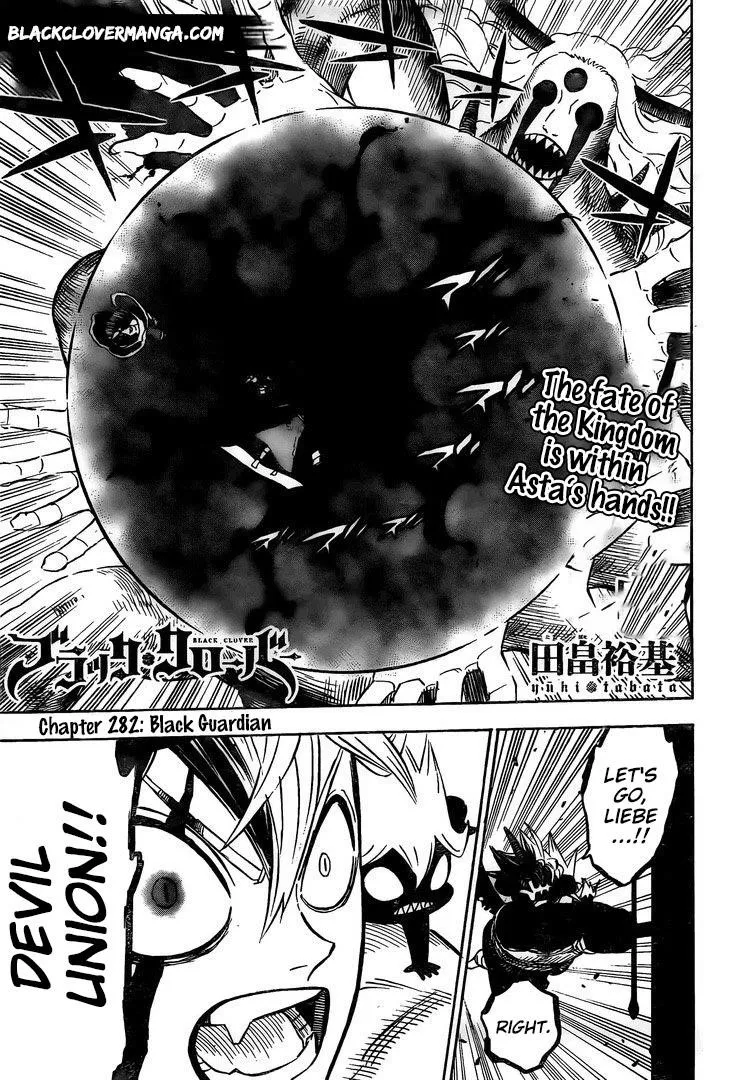 BLACKCLOVERMANGA.COM
The fate of
the Kingdom
is within
Asta's hands!!
ブラッククローバー
BLACK CLOVER
田畠裕基
yūki tabata
Chapter 282: Black Guardian
LET'S
GO,
LIEBE
...!!
RIGHT.
DEVIL
UNION!!